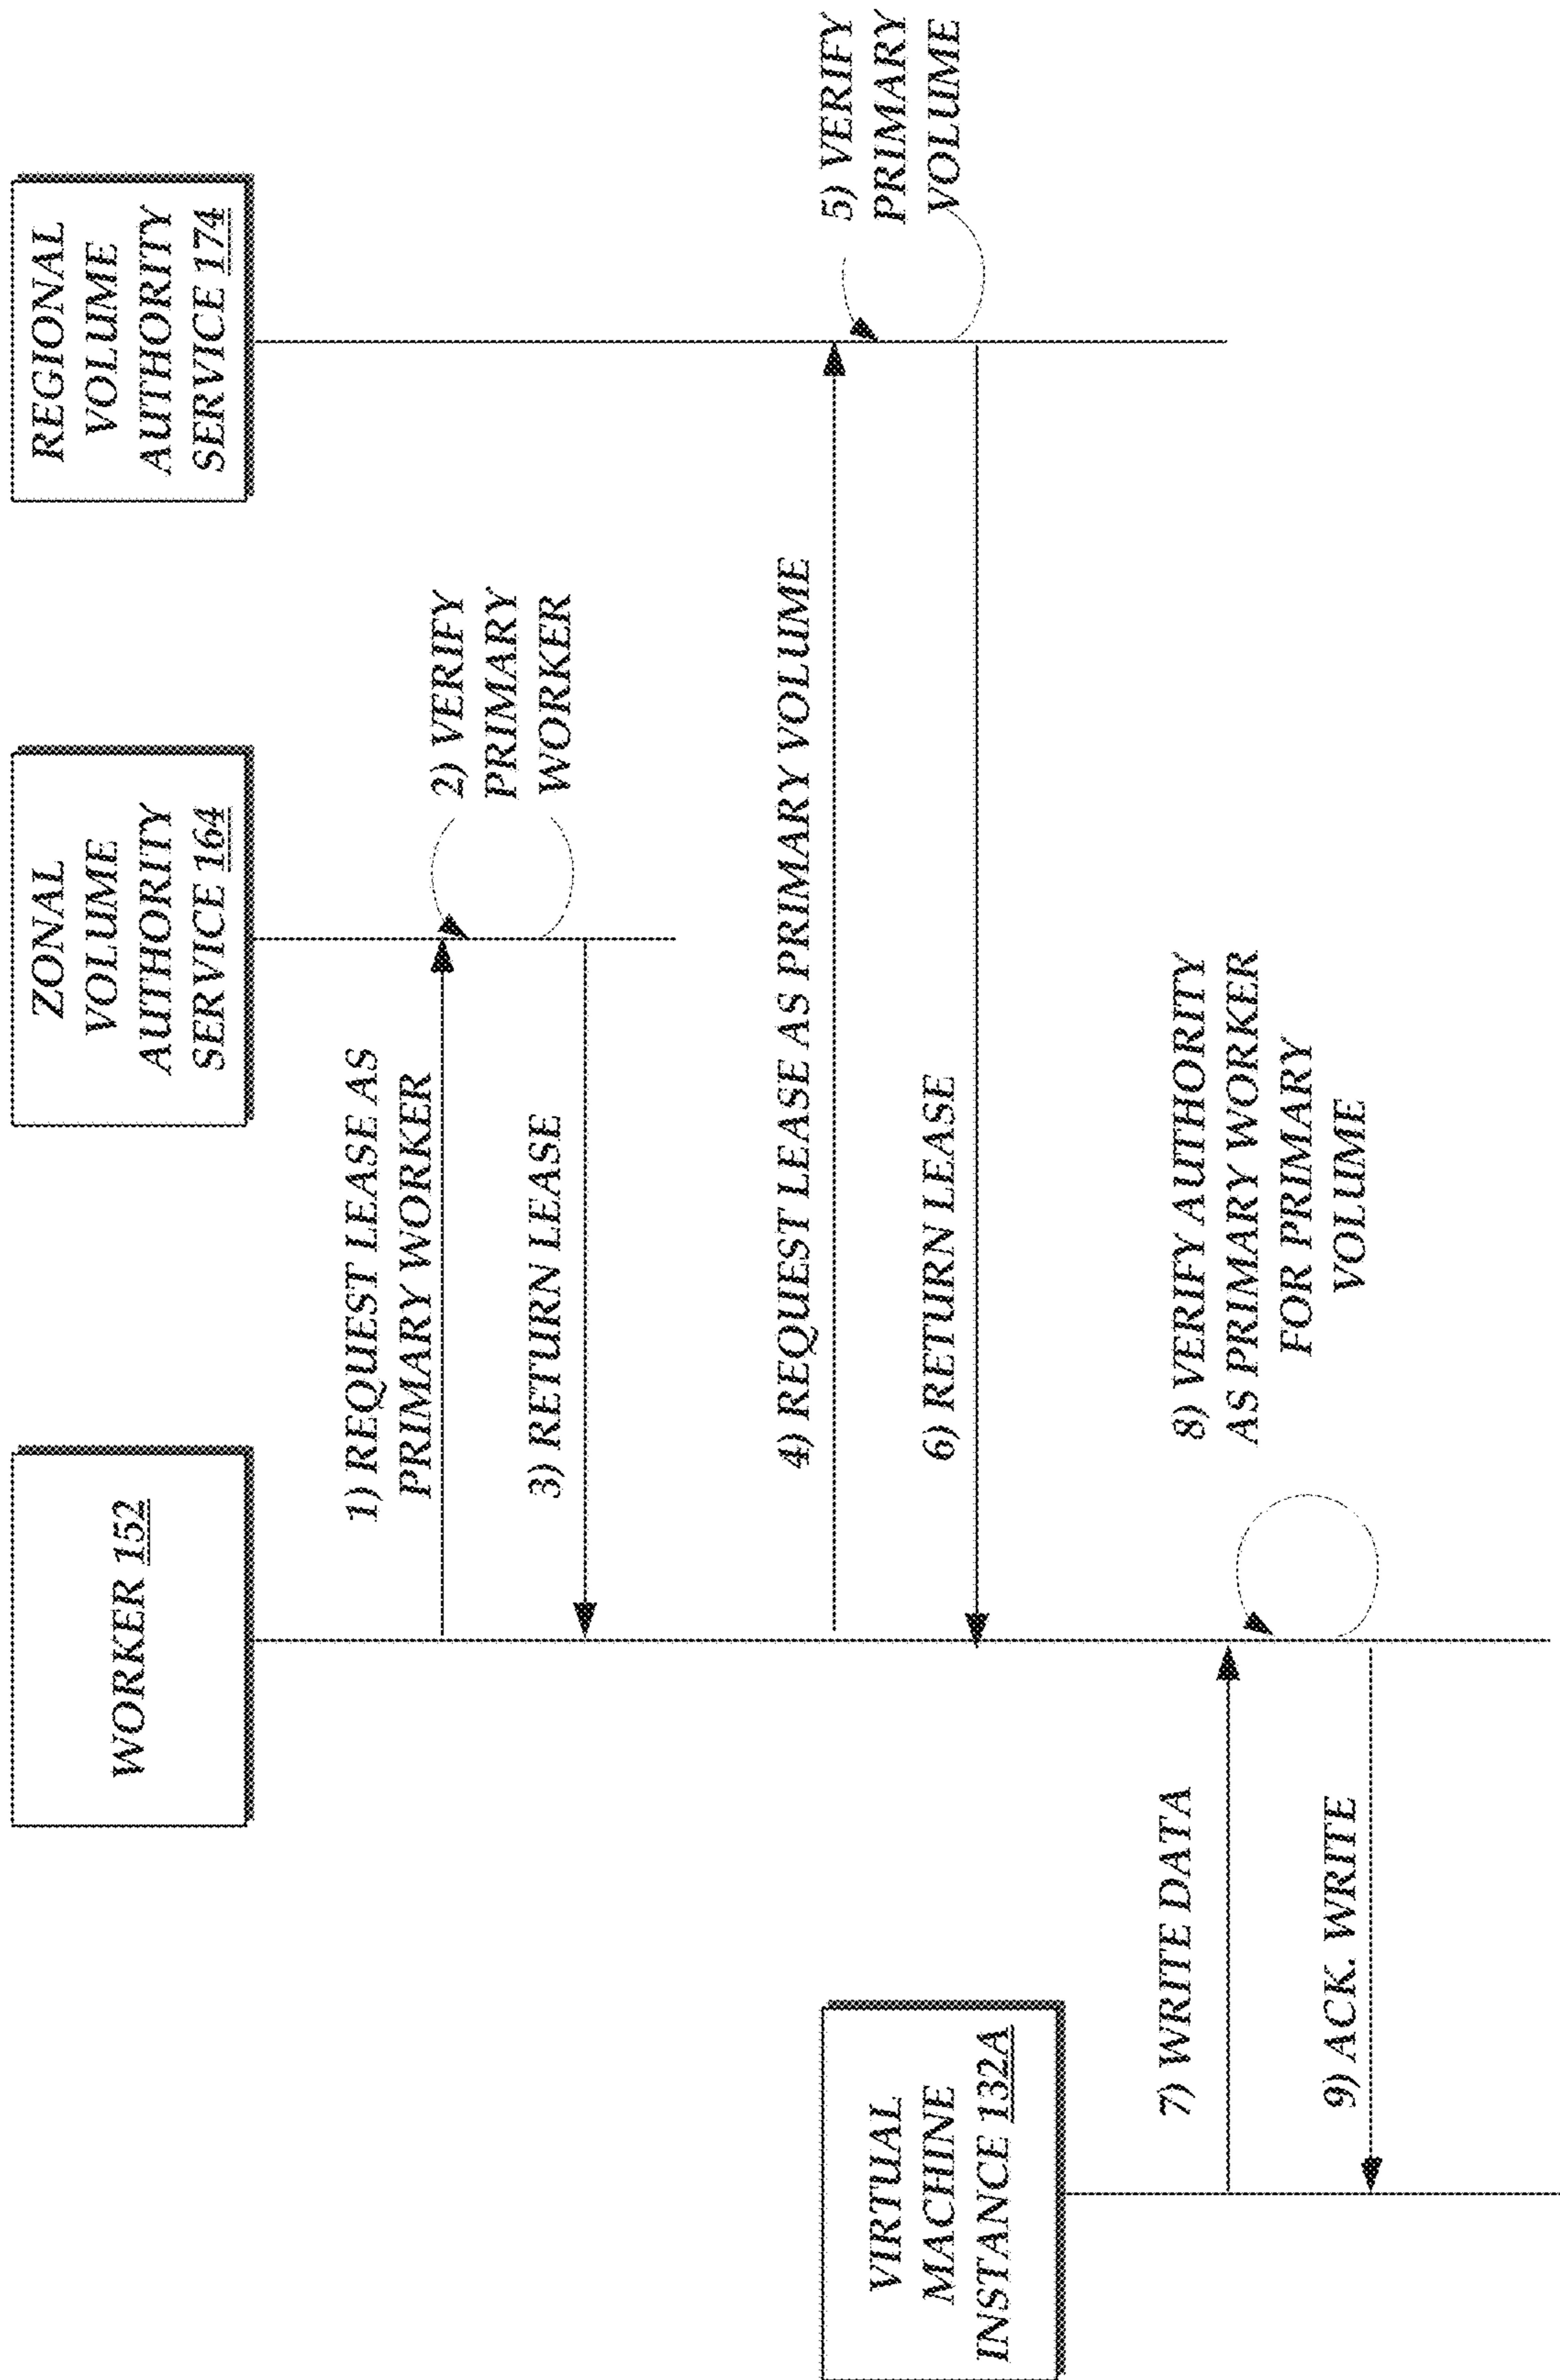 VIRTUAL
MACHINE
INSTANCE 132A
WORKER 152
ZONAL
VOLUME
AUTHORITY
SERVICE 164
REGIONAL
VOLUME
AUTHORITY
SERVICE 174
1) REQUEST LEASE AS
PRIMARY WORKER
2) VERIFY
PRIMARY
WORKER
3) RETURN LEASE
4) REQUEST LEASE AS PRIMARY VOLUME
5) VERIFY
PRIMARY
VOLUME
6) RETURN LEASE
7) WRITE DATA
8) VERIFY AUTHORITY
AS PRIMARY WORKER
FOR PRIMARY
VOLUME
9) ACK. WRITE